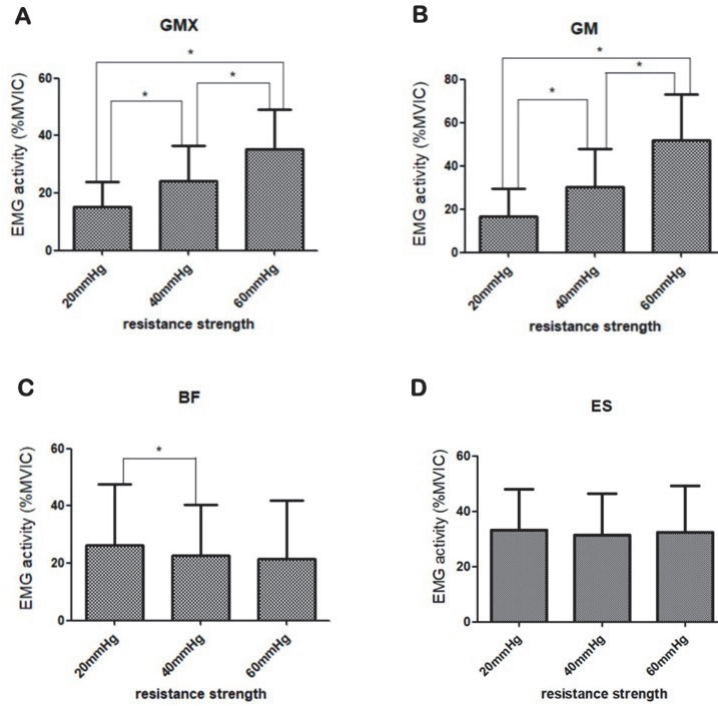 A
GMX
*
*
*
60
40
20
0
EMG activity (%MVIC)
20mmHg
40mmHg
60mmHg
resistance strength
B
GM
*
*
*
80
60
40
20
0
EMG activity (%MVIC)
20mmHg
40mmHg
60mmHg
resistance strength
C
BF
*
60
40
20
0
EMG activity (%MVIC)
20mmHg
40mmHg
60mmHg
resistance strength
D
ES
60
40
20
0
EMG activity (%MVIC)
20mmHg
40mmHg
60mmHg
resistance strength